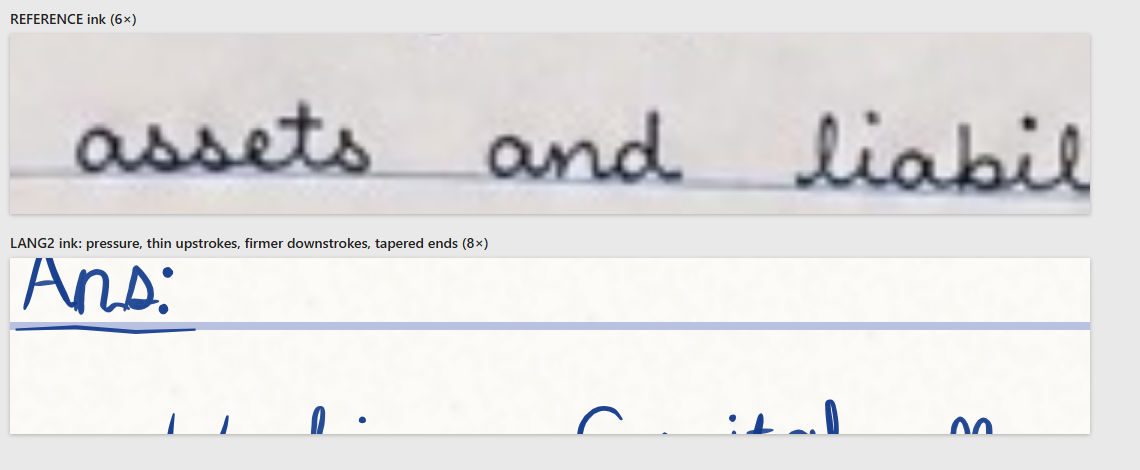 REFERENCE ink (6×)
assets and liabil
LANG2 ink: pressure, thin upstrokes, firmer downstrokes, tapered ends (8×)
Ans: